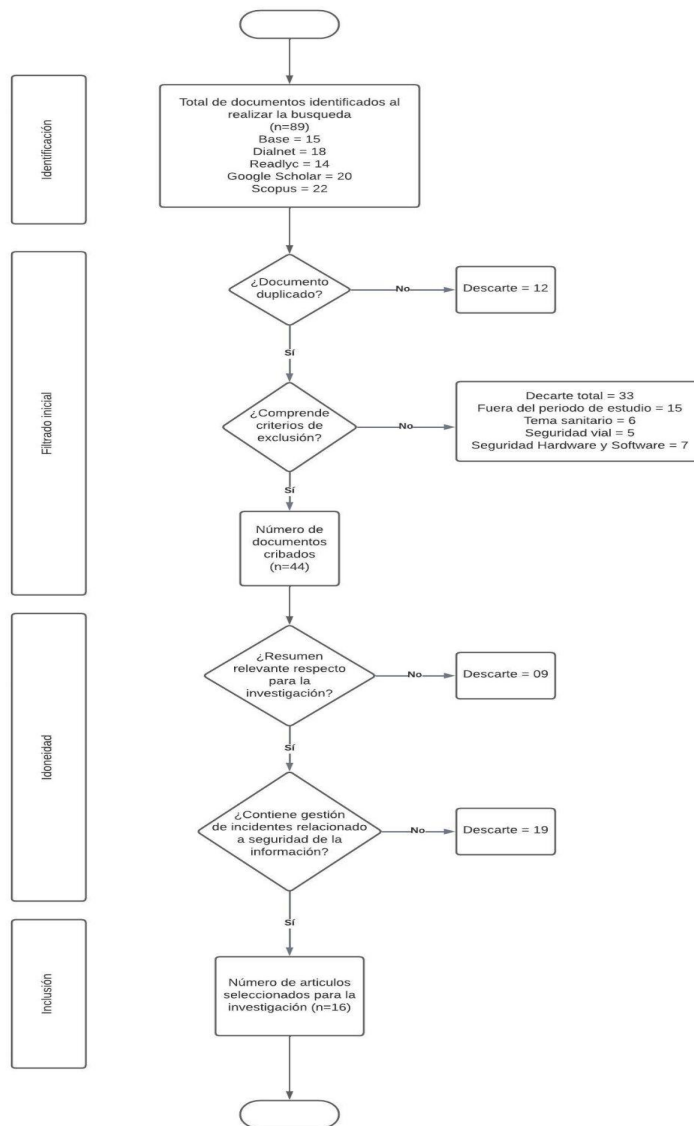 Identificación
Total de documentos identificados al
realizar la busqueda
(n=89)
Base = 15
Dialnet = 18
Readlyc = 14
Google Scholar = 20
Scopus = 22
Filtrado inicial
¿Documento
duplicado?
No
Descarte = 12
Sí
¿Comprende
criterios de
exclusión?
No
Decarte total = 33
Fuera del periodo de estudio = 15
Tema sanitario = 6
Seguridad vial = 5
Seguridad Hardware y Software = 7
Sí
Número de
documentos
cribados
(n=44)
Idoneidad
¿Resumen
relevante respecto
para la
investigación?
No
Descarte = 09
Sí
¿Contiene gestión
de incidentes relacionado
a seguridad de la
información?
No
Descarte = 19
Sí
Inclusión
Número de articulos
seleccionados para la
investigación (n=16)